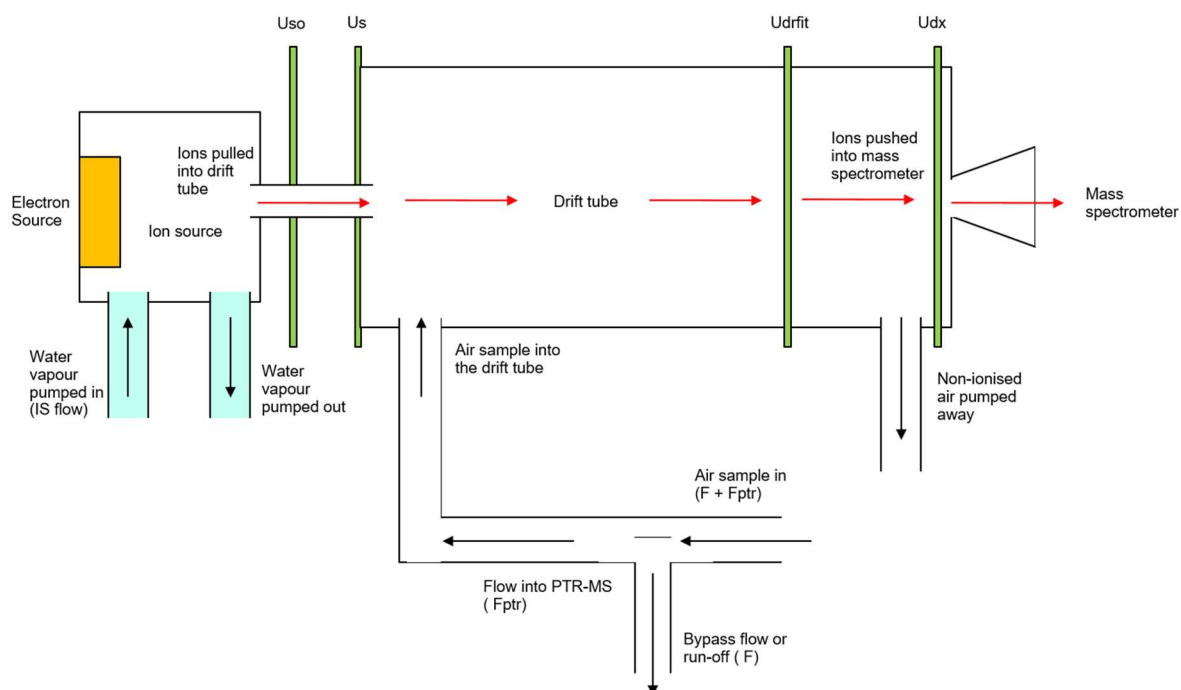 Uso
Us
Udrfit
Udx
Ions pulled
into drift
tube
Ions pushed
into mass
spectrometer
Electron
Source
Ion source
Drift tube
Mass
spectrometer
Water
vapour
pumped in
(IS flow)
Water
vapour
pumped out
Air sample into
the drift tube
Non-ionised
air pumped
away
Air sample in
(F + Fptr)
Flow into PTR-MS
( Fptr)
Bypass flow or
run-off ( F)